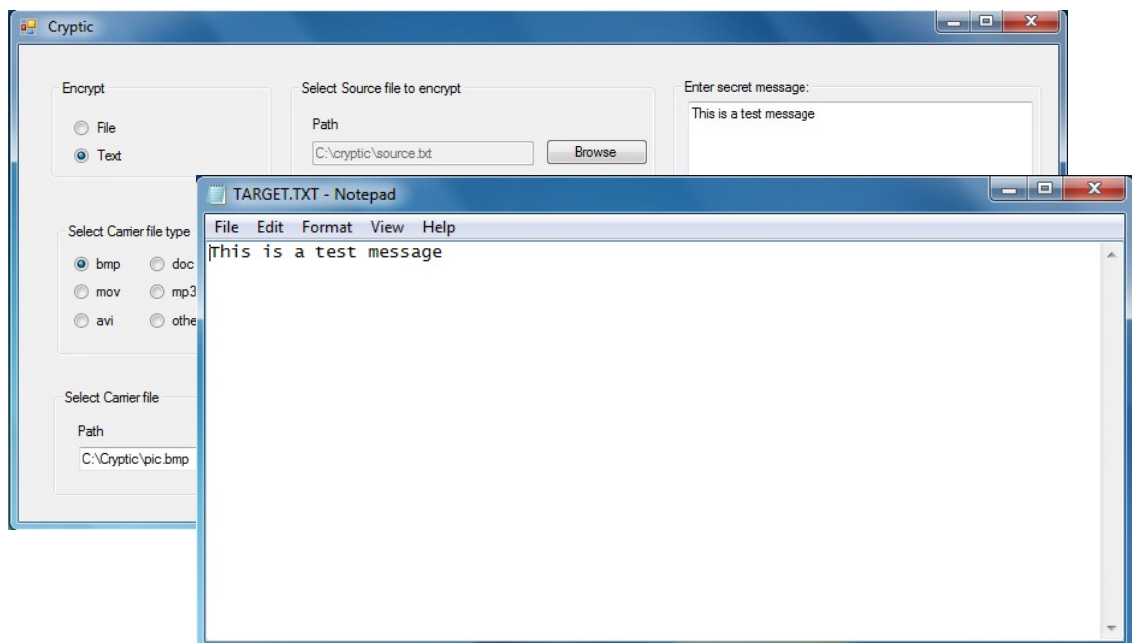 Cryptic
Encrypt
File
Text
Select Source file to encrypt
Path
C:\cryptic\source.txt
Browse
Enter secret message:
This is a test message
Select Carrier file type
bmp
doc
mov
mp3
avi
othe
Select Carrier file
Path
C:\Cryptic\pic.bmp
TARGET.TXT - Notepad
File Edit Format View Help
This is a test message